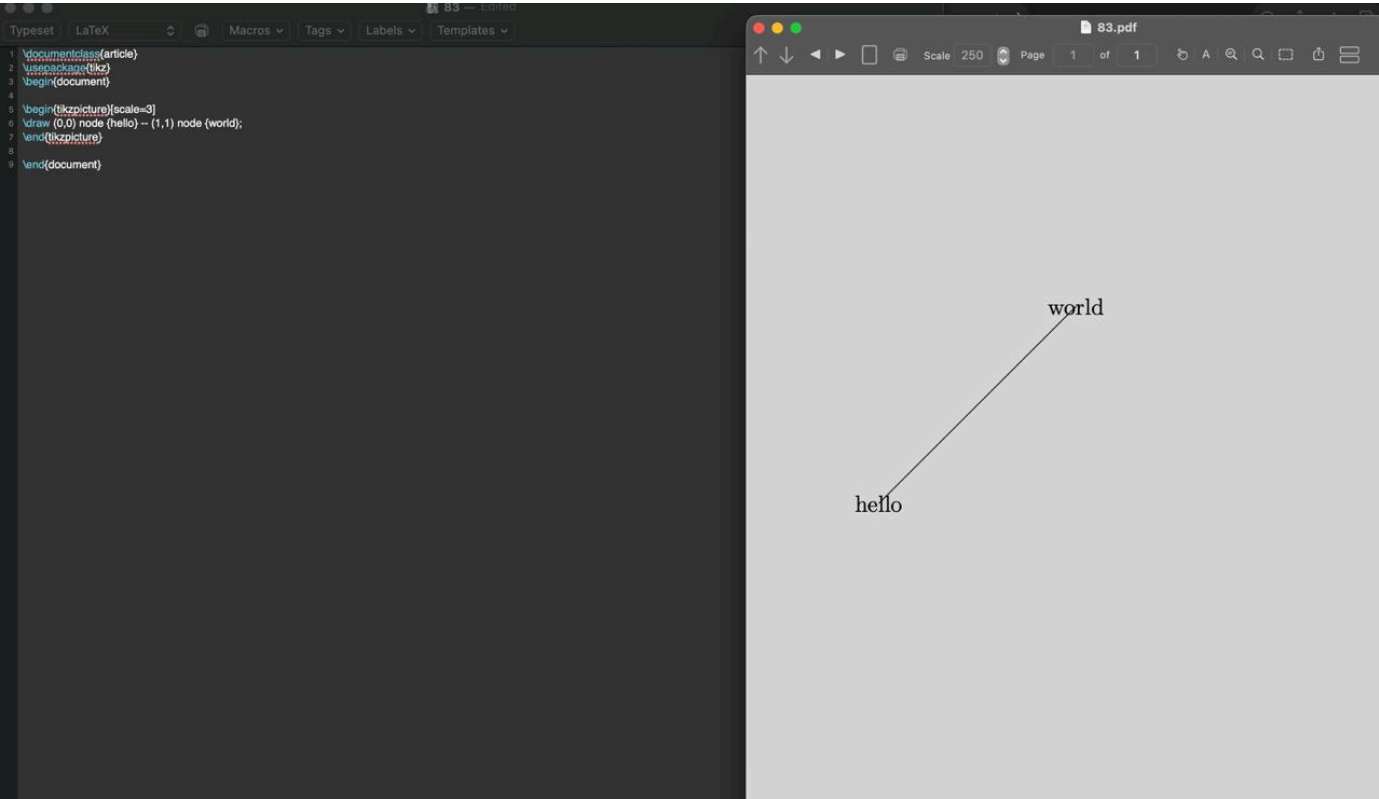 83 — Edited
Typeset LaTeX Macros Tags Labels Templates
1 \documentclass{article}
2 \usepackage{tikz}
3 \begin{document}
4
5 \begin{tikzpicture}[scale=3]
6 \draw (0,0) node {hello} -- (1,1) node {world};
7 \end{tikzpicture}
8
9 \end{document}
83.pdf
Scale 250 Page 1 of 1 A
world
hello